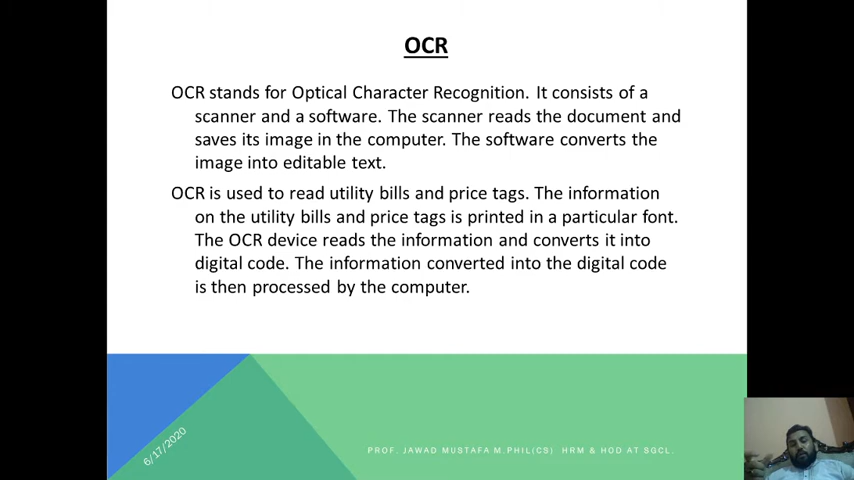 OCR
OCR stands for Optical Character Recognition. It consists of a
scanner and a software. The scanner reads the document and
saves its image in the computer. The software converts the
image into editable text.
OCR is used to read utility bills and price tags. The information
on the utility bills and price tags is printed in a particular font.
The OCR device reads the information and converts it into
digital code. The information converted into the digital code
is then processed by the computer.
6/17/2020
PROF. JAWAD MUSTAFA M.PHIL(CS) HRM & HOD AT SGCL.